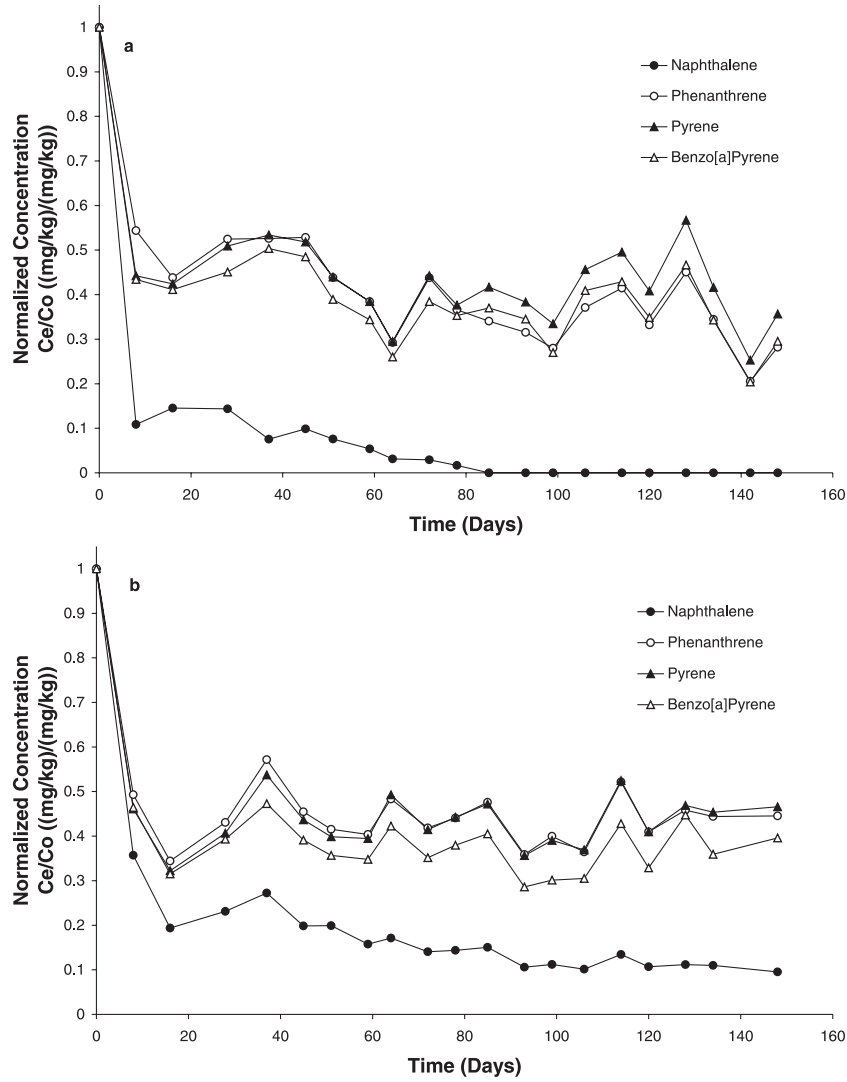 a
1
0.9
0.8
0.7
0.6
0.5
0.4
0.3
0.2
0.1
0
Normalized Concentration
Ce/Co ((mg/kg)/(mg/kg))
Naphthalene
Phenanthrene
Pyrene
Benzo[a]Pyrene
0 20 40 60 80 100 120 140 160
Time (Days)
b
1
0.9
0.8
0.7
0.6
0.5
0.4
0.3
0.2
0.1
0
Normalized Concentration
Ce/Co ((mg/kg)/(mg/kg))
Naphthalene
Phenanthrene
Pyrene
Benzo[a]Pyrene
0 20 40 60 80 100 120 140 160
Time (Days)